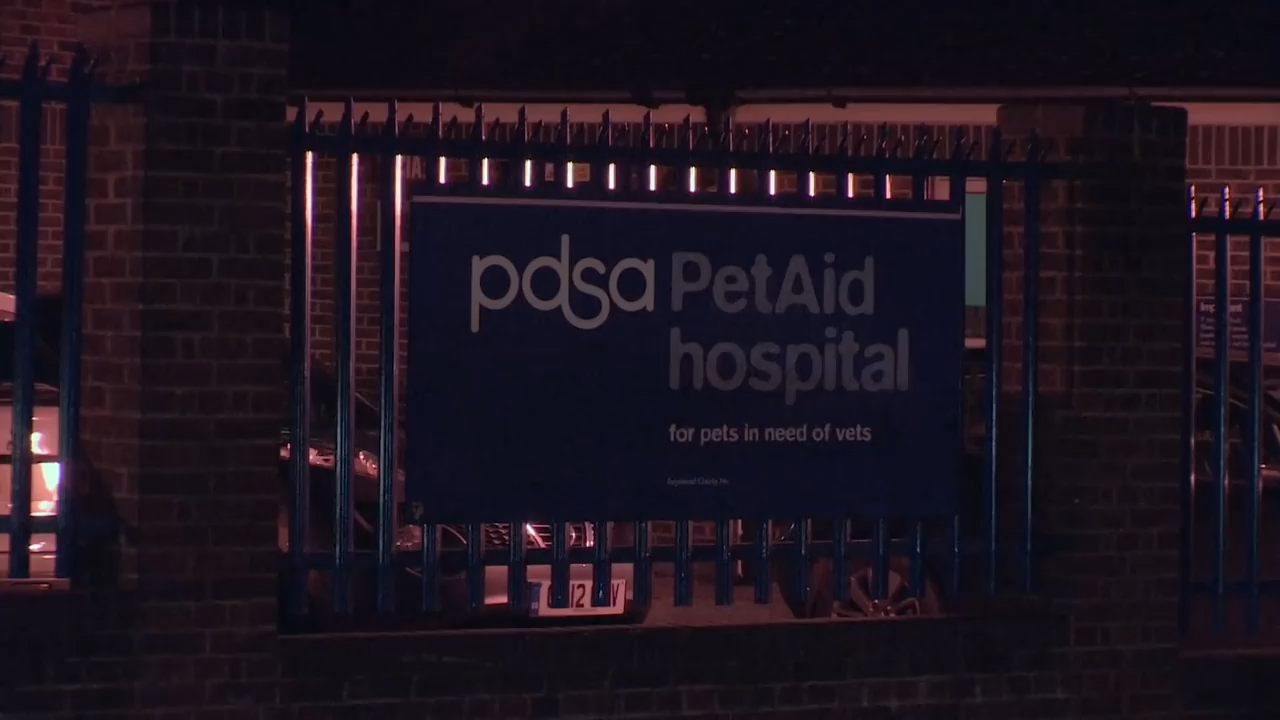 pdsa PetAid
hospital
for pets in need of vets